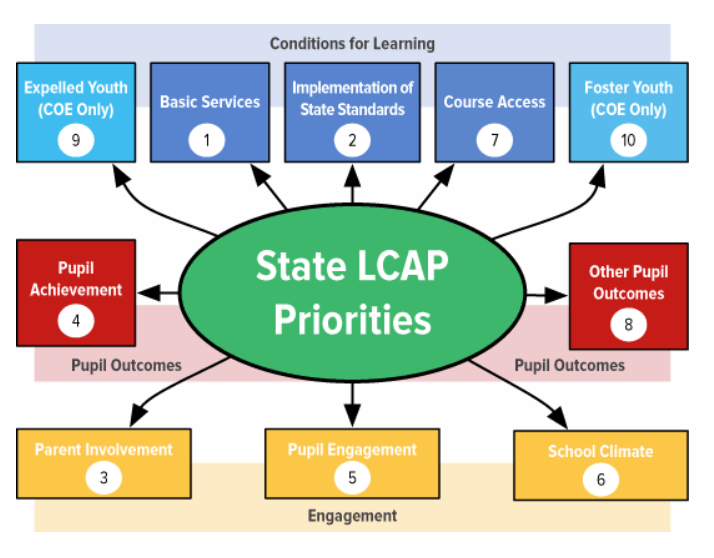 Conditions for Learning
Expelled Youth
(COE Only)
9
Basic Services
1
Implementation of
State Standards
2
Course Access
7
Foster Youth
(COE Only)
10
State LCAP
Priorities
Pupil
Achievement
4
Other Pupil
Outcomes
8
Pupil Outcomes
Pupil Outcomes
Parent Involvement
3
Pupil Engagement
5
School Climate
6
Engagement